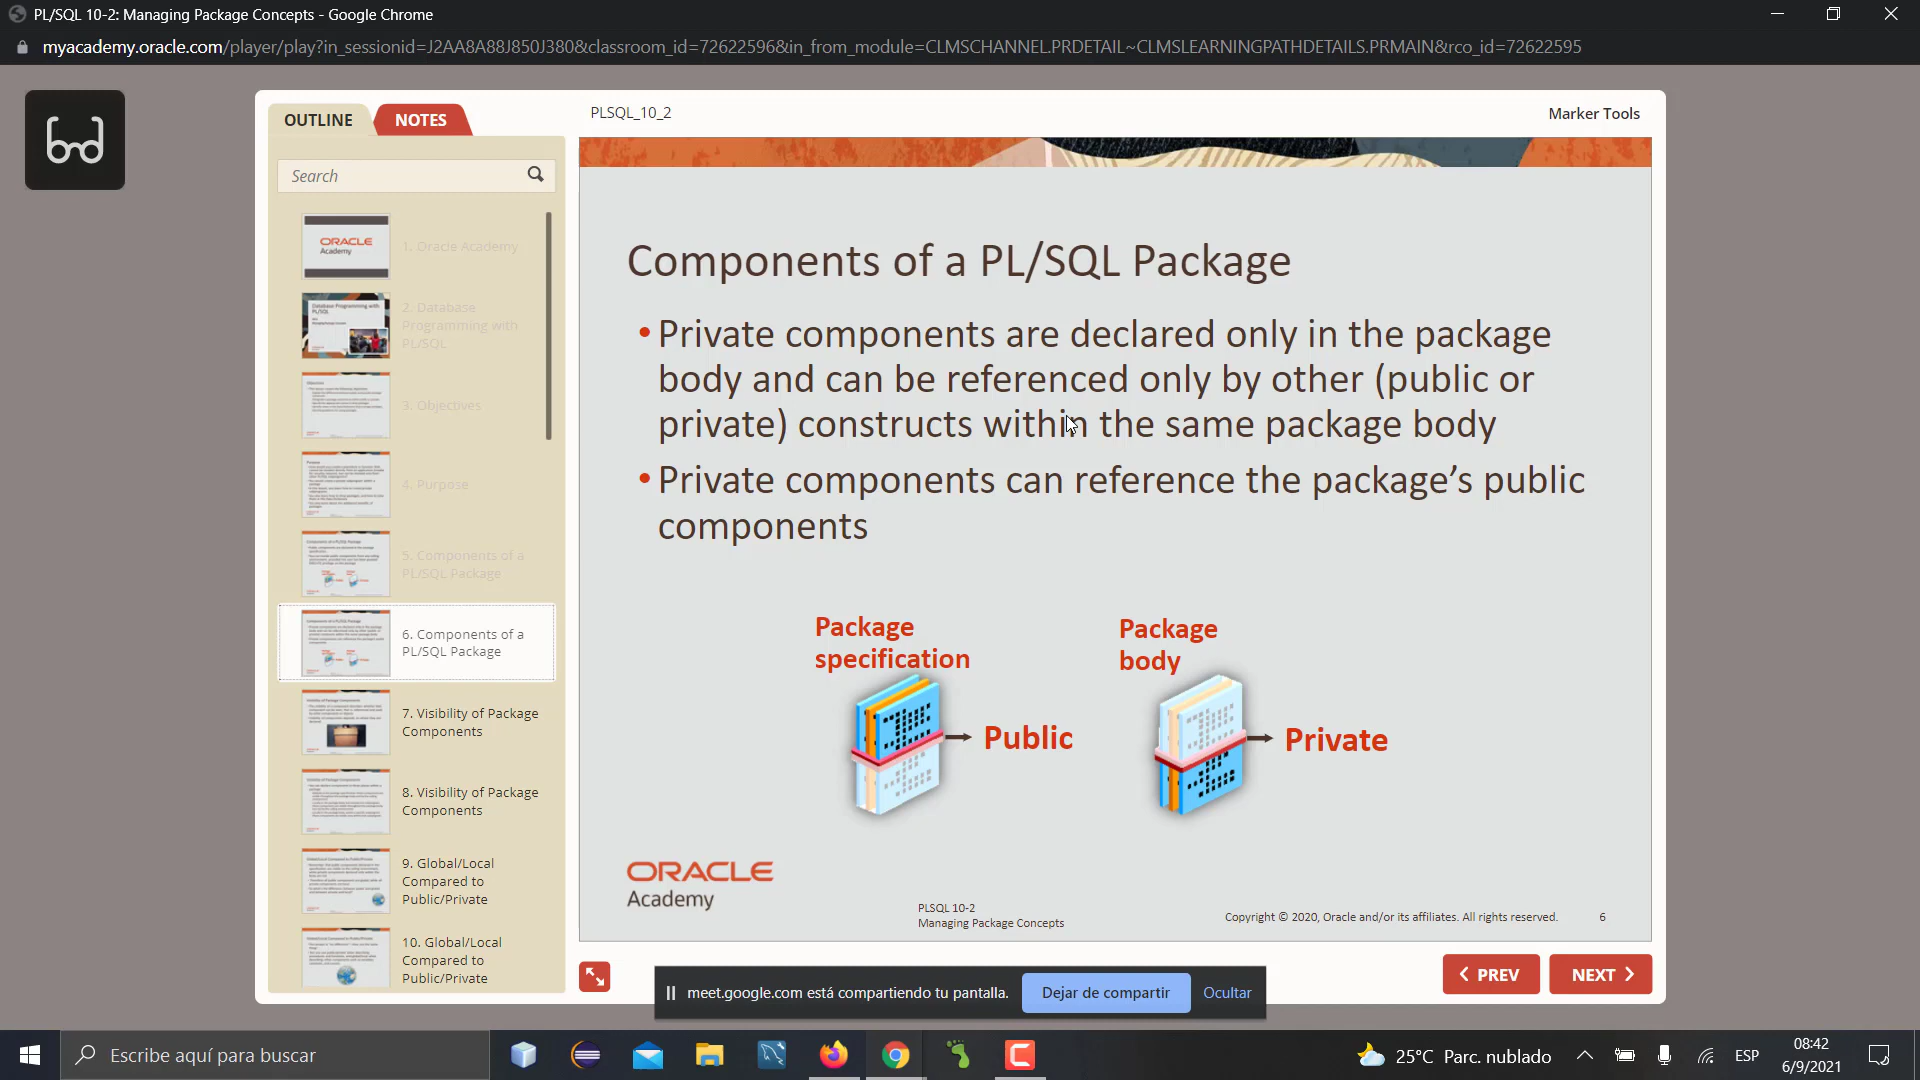 PL/SQL 10-2: Managing Package Concepts - Google Chrome
myacademy.oracle.com/player/play?in_sessionid=J2AA8A88J850J380&classroom_id=72622596&in_from_module=CLMSCHANNEL.PRDETAIL~CLMSLEARNINGPATHDETAILS.PRMAIN&rco_id=72622595
OUTLINE
NOTES
PLSQL_10_2
Marker Tools
Search
ORACLE
Academy
1. Oracle Academy
Database Programming with
PL/SQL
2. Database
Programming with
PL/SQL
3. Objectives
4. Purpose
5. Components of a
PL/SQL Package
6. Components of a
PL/SQL Package
7. Visibility of Package
Components
8. Visibility of Package
Components
9. Global/Local
Compared to
Public/Private
10. Global/Local
Compared to
Public/Private
Components of a PL/SQL Package
•Private components are declared only in the package
body and can be referenced only by other (public or
private) constructs within the same package body
•Private components can reference the package’s public
components
Package
specification
Public
Package
body
Private
ORACLE
Academy
PLSQL 10-2
Managing Package Concepts
Copyright © 2020, Oracle and/or its affiliates. All rights reserved.
6
PREV
NEXT
meet.google.com está compartiendo tu pantalla.
Dejar de compartir
Ocultar
Escribe aquí para buscar
25°C Parc. nublado
ESP
08:42
6/9/2021